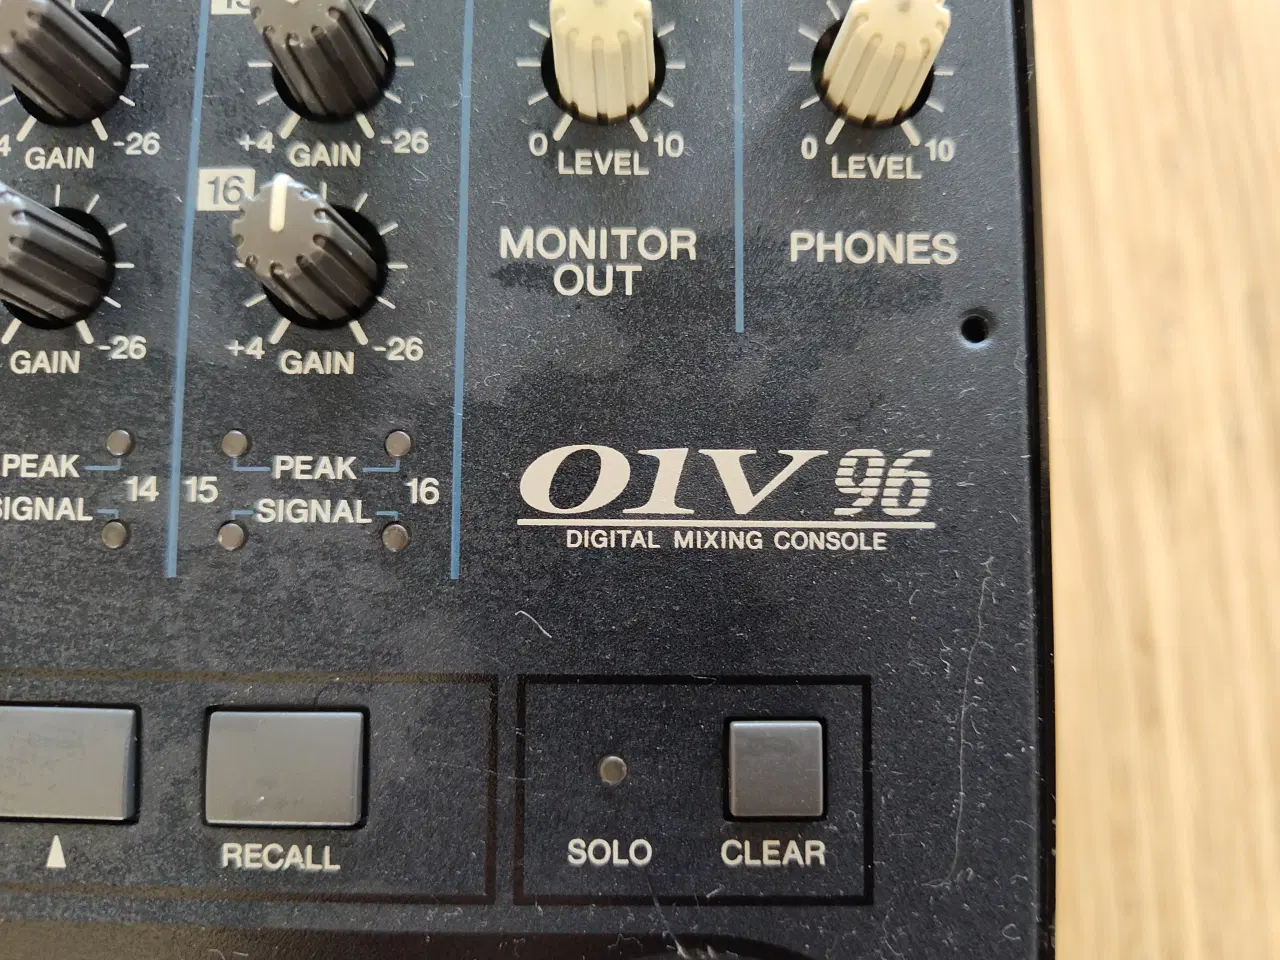 +4 GAIN -26
0 LEVEL 10
0 LEVEL 10
4 GAIN -26
16
MONITOR
OUT
PHONES
GAIN -26
+4 GAIN -26
PEAK
SIGNAL
14
15
PEAK
SIGNAL
16
01V 96
DIGITAL MIXING CONSOLE
RECALL
SOLO
CLEAR